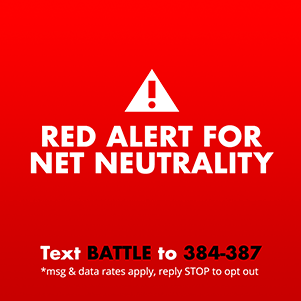 RED ALERT FOR
NET NEUTRALITY
Text BATTLE to 384-387
*msg & data rates apply, reply STOP to opt out